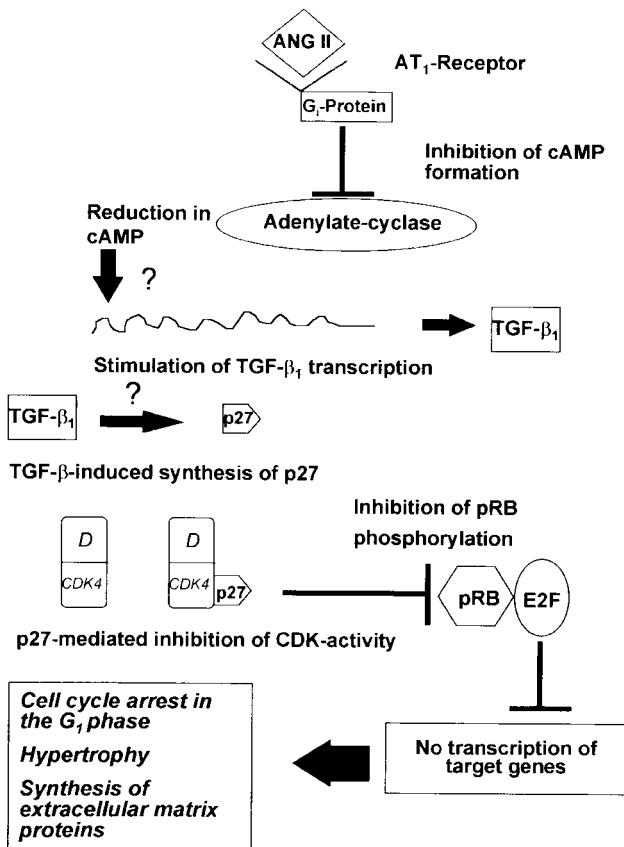 ANG II
AT1-Receptor
Gi-Protein
Inhibition of cAMP
formation
Adenylate-cyclase
Reduction in
cAMP
?
TGF-β1
Stimulation of TGF-β1 transcription
?
TGF-β1
p27
TGF-β-induced synthesis of p27
Inhibition of pRB
phosphorylation
D
D
CDK4
CDK4
p27
pRB
E2F
p27-mediated inhibition of CDK-activity
Cell cycle arrest in
the G1 phase
Hypertrophy
Synthesis of
extracellular matrix
proteins
No transcription of
target genes